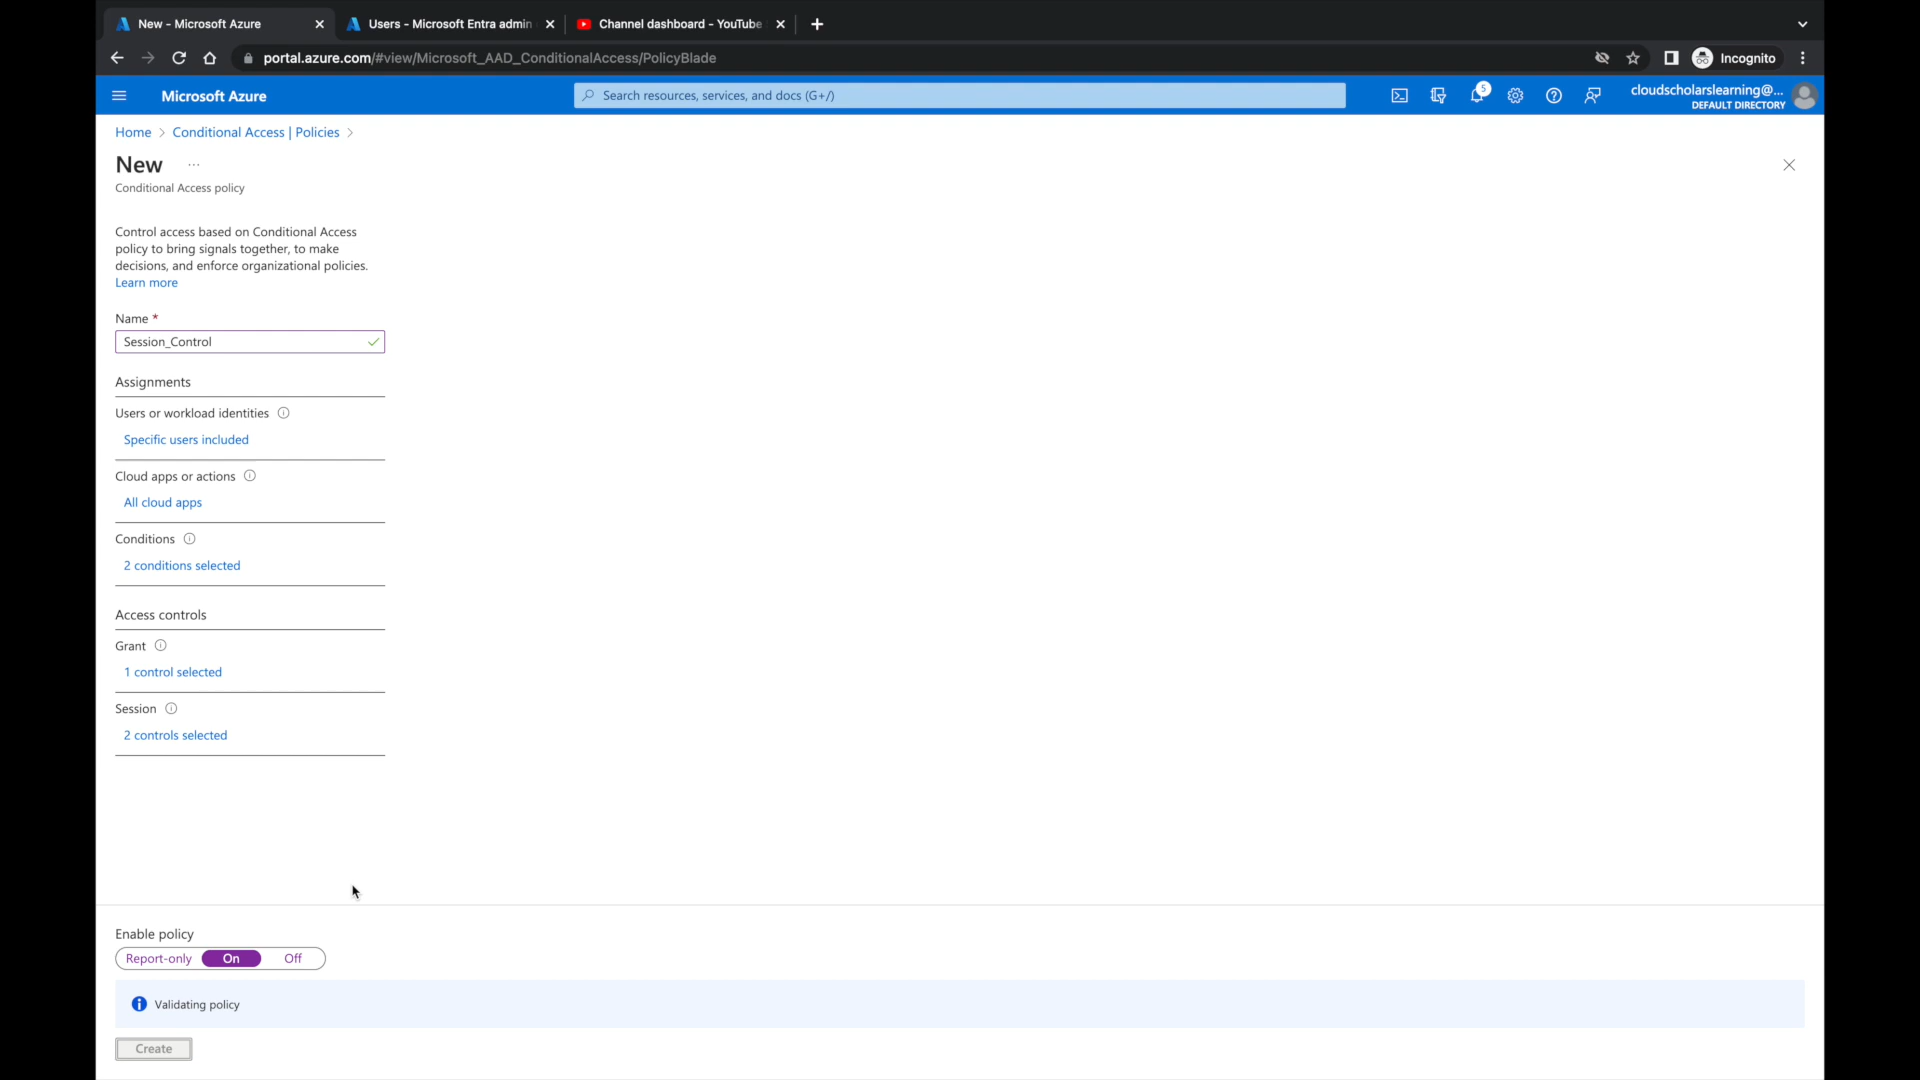 New - Microsoft Azure
Users - Microsoft Entra admin
Channel dashboard - YouTube
portal.azure.com/#view/Microsoft_AAD_ConditionalAccess/PolicyBlade
Incognito
Microsoft Azure
Search resources, services, and docs (G+/)
5
cloudscholarslearning@...
DEFAULT DIRECTORY
Home > Conditional Access | Policies >
New ...
Conditional Access policy
Control access based on Conditional Access
policy to bring signals together, to make
decisions, and enforce organizational policies.
Learn more
Name *
Session_Control
Assignments
Users or workload identities
Specific users included
Cloud apps or actions
All cloud apps
Conditions
2 conditions selected
Access controls
Grant
1 control selected
Session
2 controls selected
Enable policy
Report-only On Off
Validating policy
Create